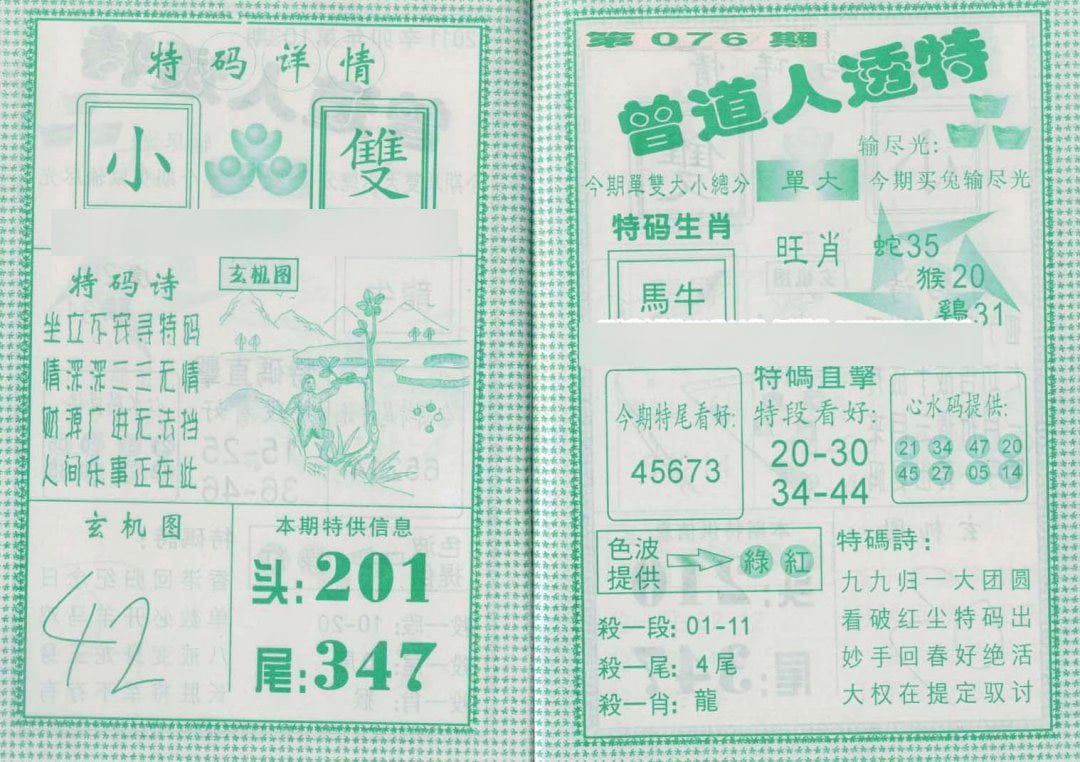 特码详情
小
雙
特码诗
玄机图
坐立不安寻特码
情深深二三无情
财源广进无法挡
人间乐事正在此
玄机图
42
本期特供信息
头:201
尾:347
第076期
曾道人透特
输尽光:
今期單雙大小總分
單大
今期买兔输尽光
特码生肖
馬牛
旺肖
蛇35
猴20
鷄31
今期特尾看好:
45673
特碼直擊
特段看好:
20-30
34-44
心水码提供:
21 34 47 20
45 27 05 14
色波
提供
綠 紅
殺一段: 01-11
殺一尾: 4尾
殺一肖: 龍
特碼詩:
九九归一大团圆
看破红尘特码出
妙手回春好绝活
大权在提定驭讨